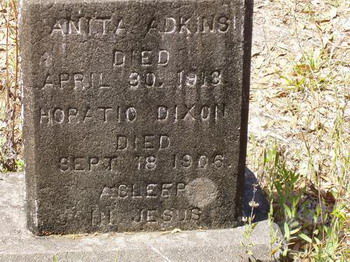 ANITA ADKINS
DIED
APRIL 30, 1913.
HORATIO DIXON
DIED
SEPT 18 1906.
ASLEEP
IN JESUS